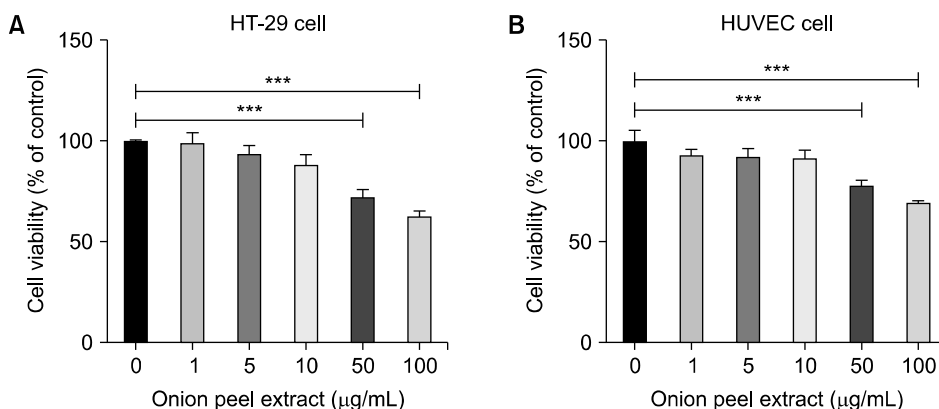 A
HT-29 cell
Cell viability (% of control)
150
100
50
0
***
***
0 1 5 10 50 100
Onion peel extract (μg/mL)
B
HUVEC cell
Cell viability (% of control)
150
100
50
0
***
***
0 1 5 10 50 100
Onion peel extract (μg/mL)